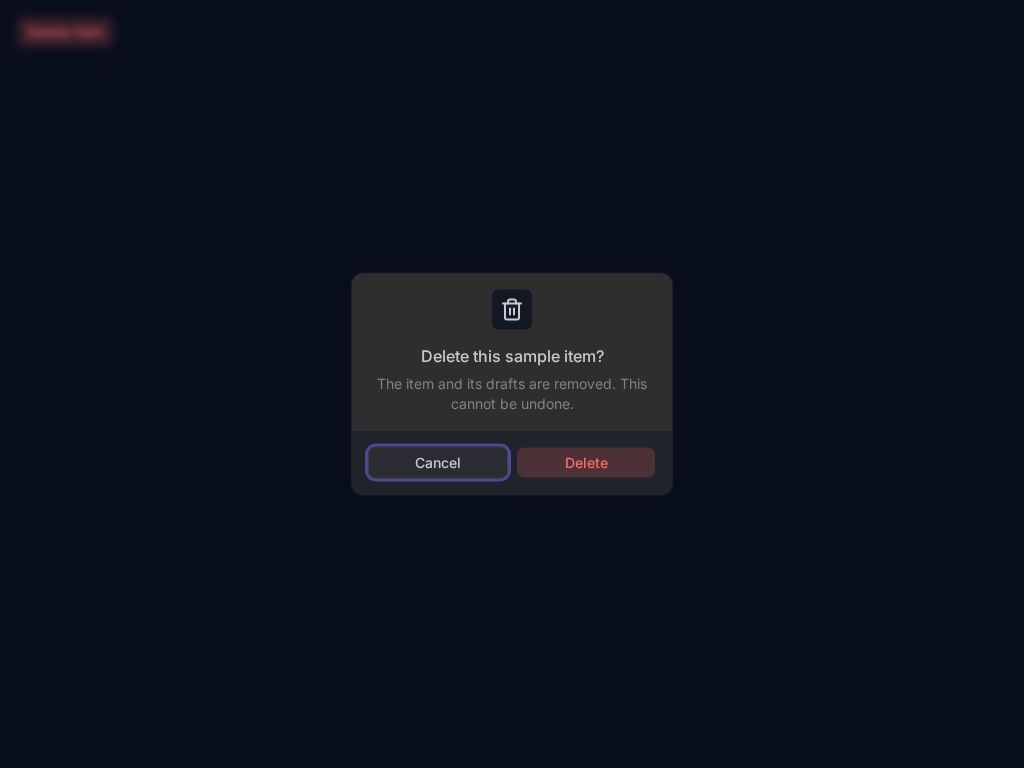 Delete this sample item?
The item and its drafts are removed. This
cannot be undone.
Cancel
Delete